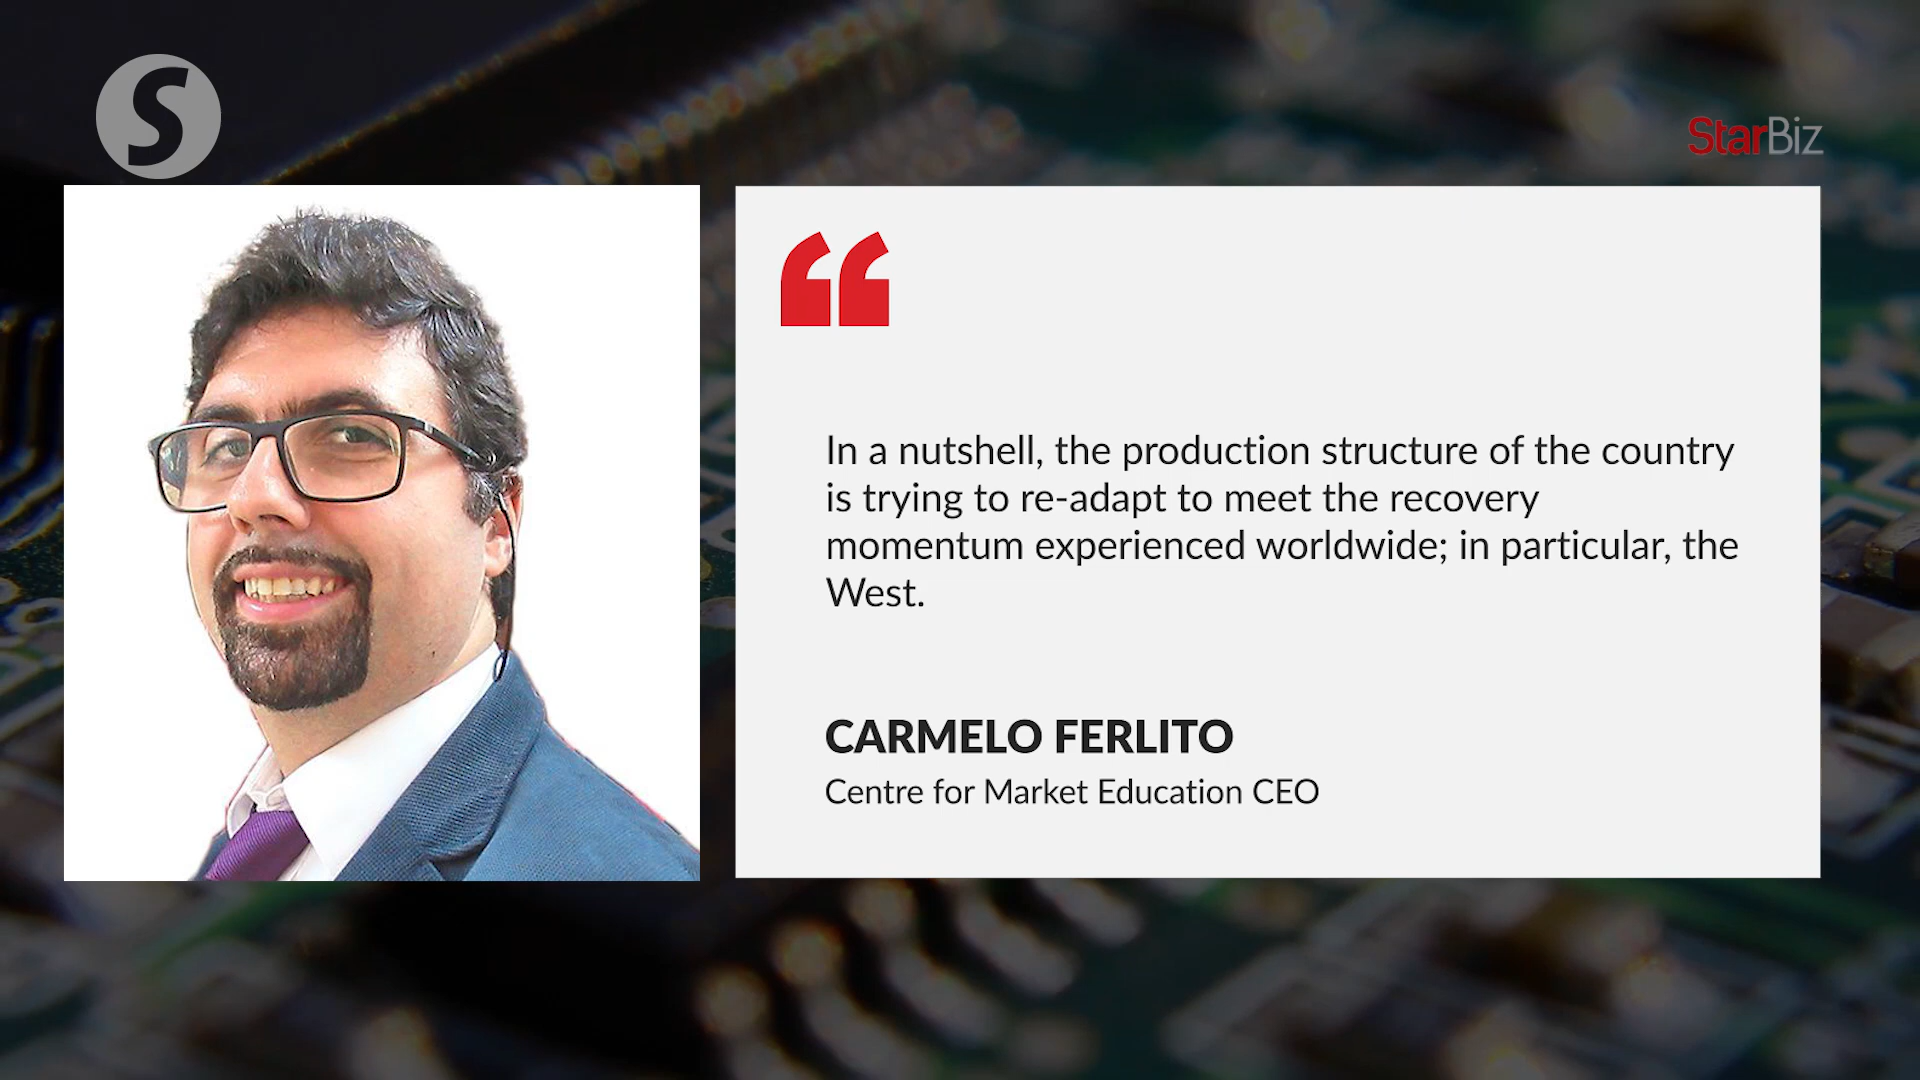 S
StarBiz
In a nutshell, the production structure of the country
is trying to re-adapt to meet the recovery
momentum experienced worldwide; in particular, the
West.
CARMELO FERLITO
Centre for Market Education CEO